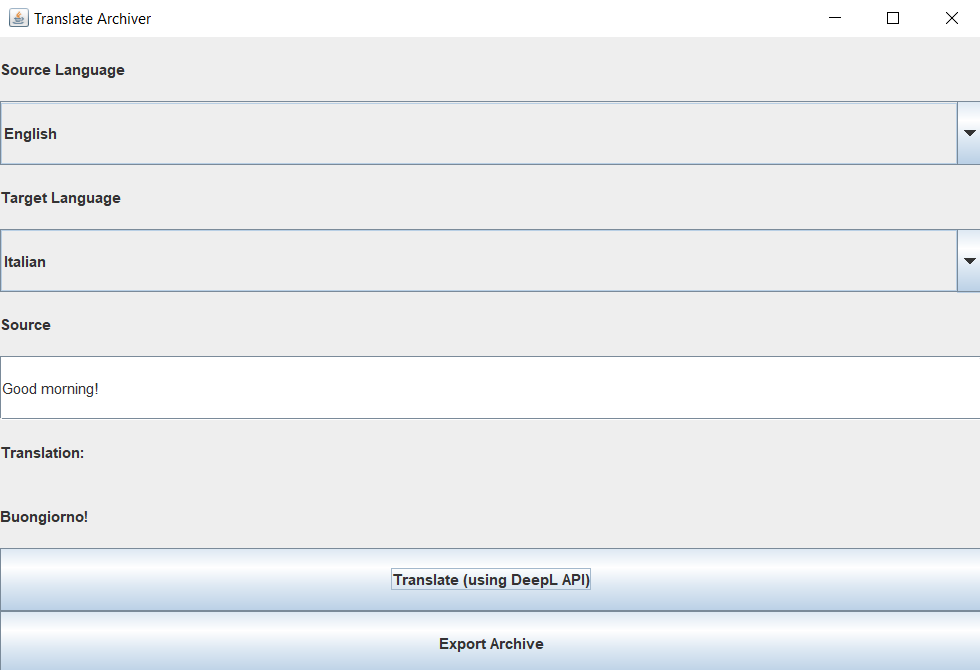 Translate Archiver
Source Language
English
Target Language
Italian
Source
Good morning!
Translation:
Buongiorno!
Translate (using DeepL API)
Export Archive